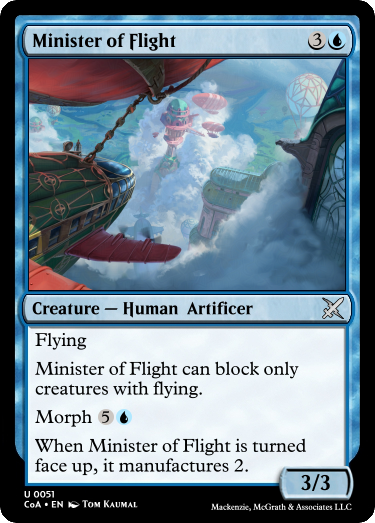 Minister of Flight 3
Creature — Human Artificer
Flying
Minister of Flight can block only
creatures with flying.
Morph 5
When Minister of Flight is turned
face up, it manufactures 2.
3/3
U 0051
CoA • EN Tom Kaumal
Mackenzie, McGrath & Associates LLC